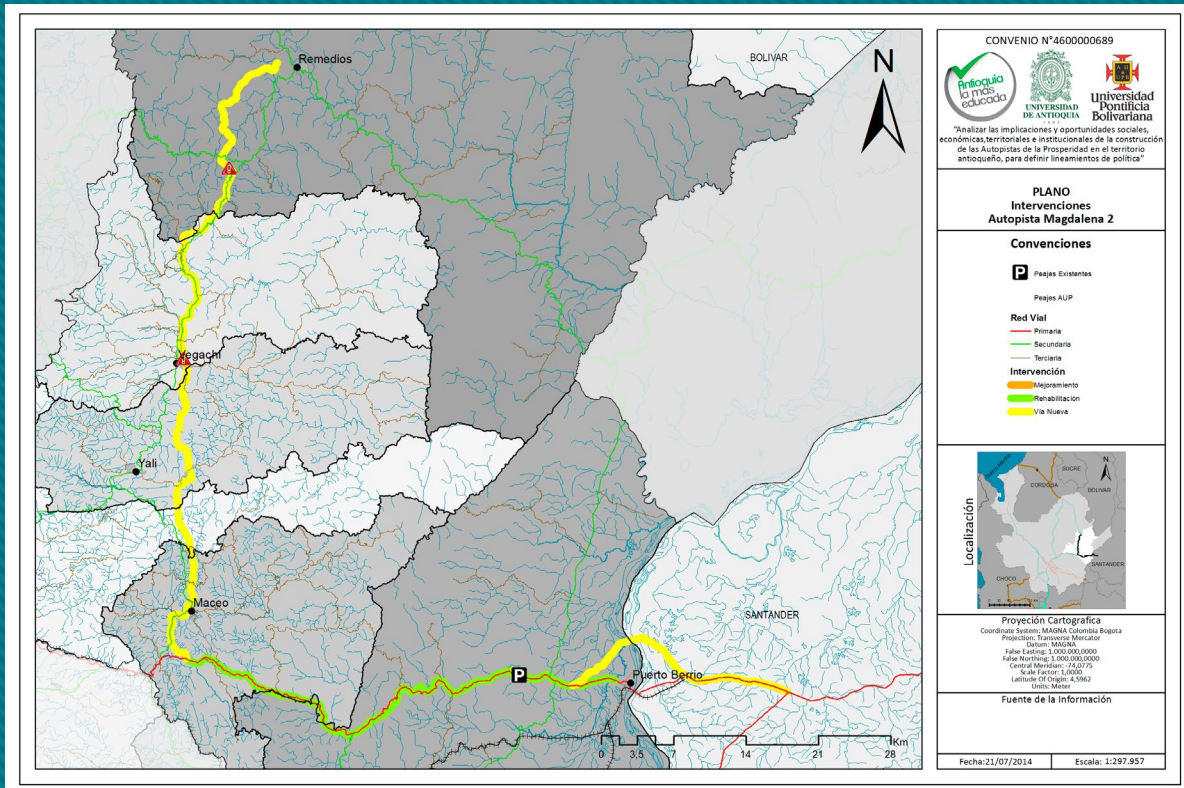 Remedios
BOLIVAR
N
Vegachí
Yalí
Maceo
SANTANDER
P
Puerto Berrio
Km
0 3,5 7 14 21 28
CONVENIO N°4600000689
Antioquia
la más
educada
UNIVERSIDAD
DE ANTIOQUIA
1803
Universidad
Pontificia
Bolivariana
"Analizar las implicaciones y oportunidades sociales,
económicas,territoriales e institucionales de la construcción
de las Autopistas de la Prosperidad en el territorio
antioqueño, para definir lineamientos de política"
PLANO
Intervenciones
Autopista Magdalena 2
Convenciones
P Peajes Existentes
Peajes AUP
Red Vial
Primaria
Secundaria
Terciaria
Intervención
Mejoramiento
Rehabilitación
Vía Nueva
Localización
N
SUCRE
CORDOBA
BOLIVAR
SANTANDER
CHOCO
Proyeción Cartografica
Coordinate System: MAGNA Colombia Bogota
Projection: Transverse Mercator
Datum: MAGNA
False Easting: 1.000.000,0000
False Northing: 1.000.000,0000
Central Meridian: -74,0775
Scale Factor: 1,0000
Latitude Of Origin: 4,5962
Units: Meter
Fuente de la Información
Fecha:21/07/2014
Escala: 1:297.957